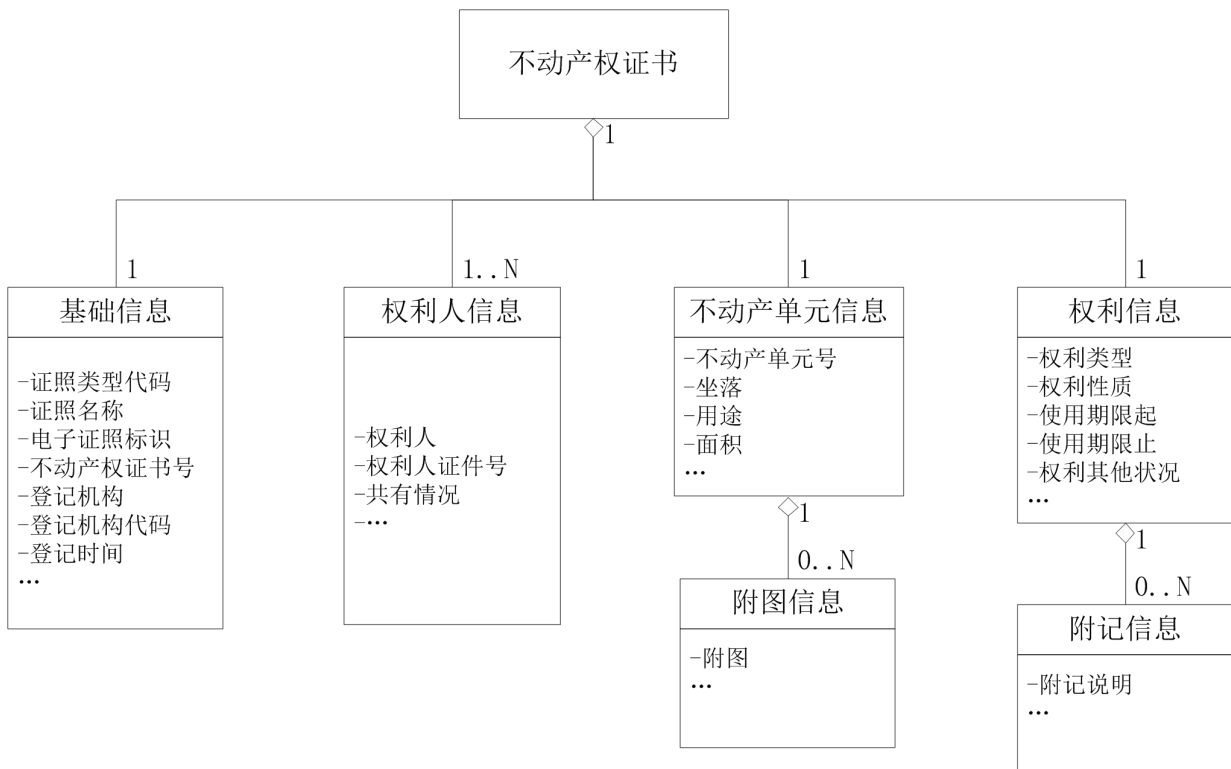 不动产权证书
1
1
1..N
1
1
基础信息
-证照类型代码
-证照名称
-电子证照标识
-不动产权证书号
-登记机构
-登记机构代码
-登记时间
…
权利人信息
-权利人
-权利人证件号
-共有情况
-…
不动产单元信息
-不动产单元号
-坐落
-用途
-面积
…
1
0..N
附图信息
-附图
…
权利信息
-权利类型
-权利性质
-使用期限起
-使用期限止
-权利其他状况
…
1
0..N
附记信息
-附记说明
…